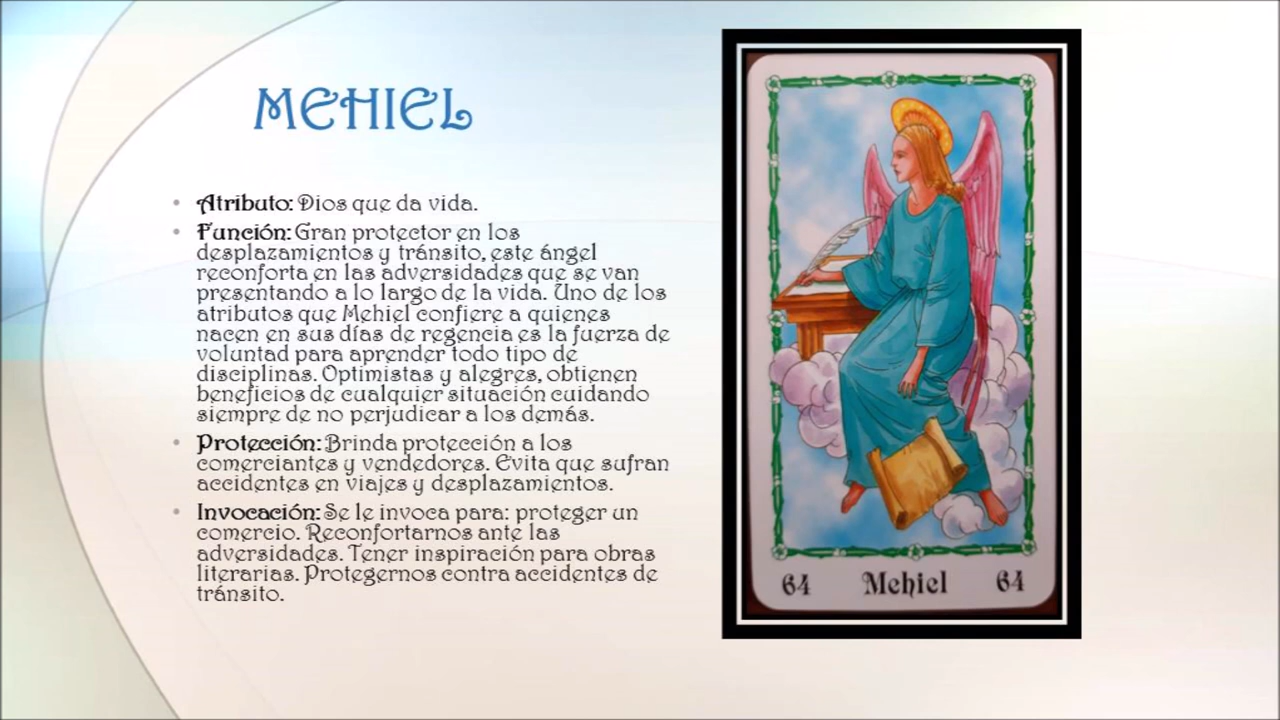 MEHIEL
• Atributo: Dios que da vida.
• Función: Gran protector en los
desplazamientos y tránsito, este ángel
reconforta en las adversidades que se van
presentando a lo largo de la vida. Uno de los
atributos que Mehiel confiere a quienes
nacen en sus días de regencia es la fuerza de
voluntad para aprender todo tipo de
disciplinas. Optimistas y alegres, obtienen
beneficios de cualquier situación cuidando
siempre de no perjudicar a los demás.
• Protección: Brinda protección a los
comerciantes y vendedores. Evita que sufran
accidentes en viajes y desplazamientos.
• Invocación: Se le invoca para: proteger un
comercio. Reconfortarnos ante las
adversidades. Tener inspiración para obras
literarias. Protegernos contra accidentes de
tránsito.
64 Mehiel 64